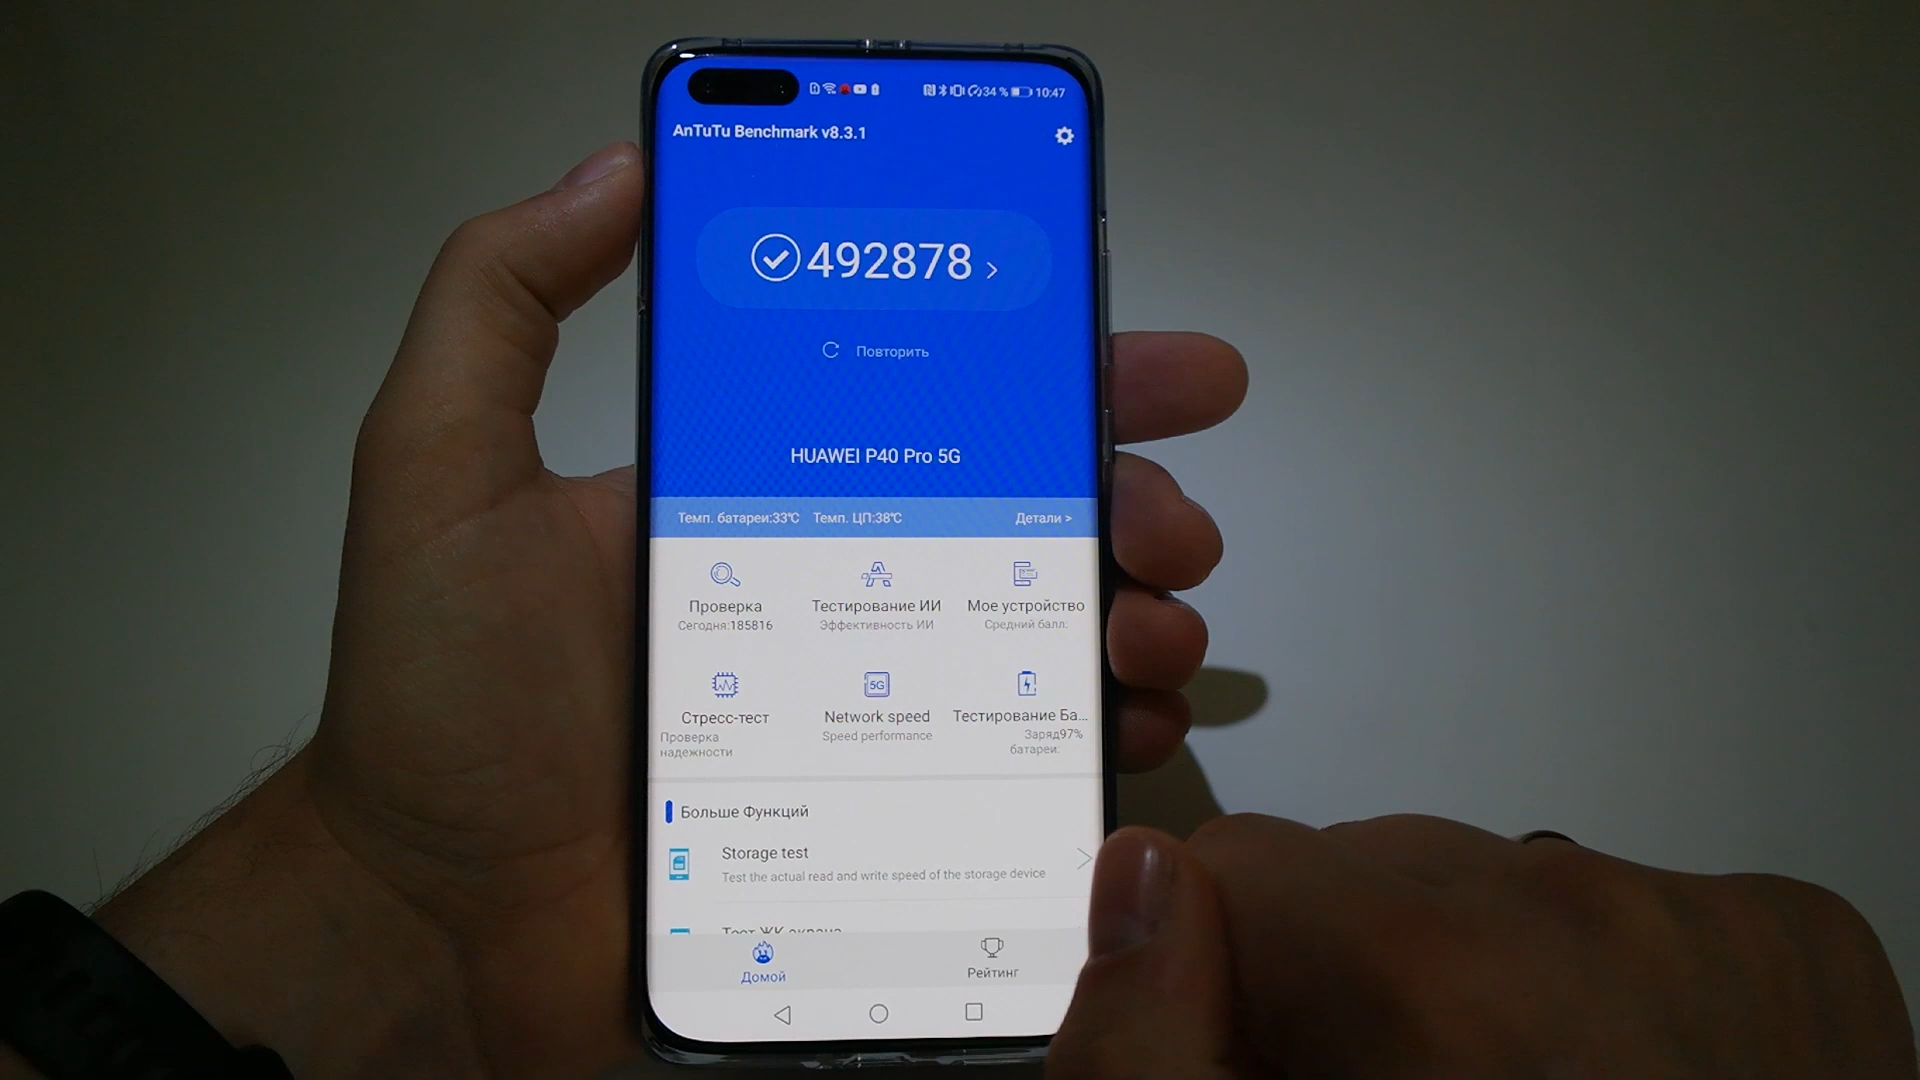 34 % 10:47
AnTuTu Benchmark v8.3.1
492878 >
Повторить
HUAWEI P40 Pro 5G
Темп. батареи:33℃ Темп. ЦП:38℃ Детали >
Проверка Тестирование ИИ Мое устройство
Сегодня:185816 Эффективность ИИ Средний балл:
5G
Стресс-тест Network speed Тестирование Ба...
Проверка надежности Speed performance Заряд97% батареи:
Больше Функций
Storage test
Test the actual read and write speed of the storage device
Тест ЖК экрана
Домой Рейтинг